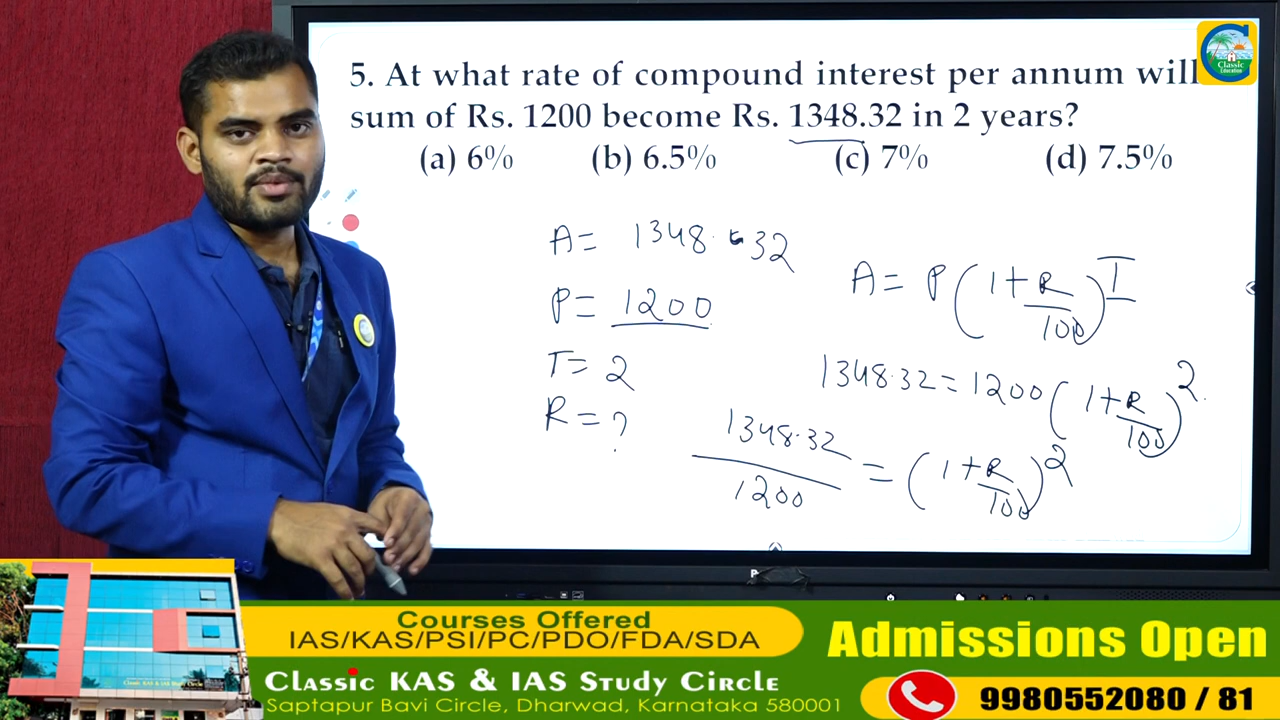 5. At what rate of compound interest per annum will
sum of Rs. 1200 become Rs. 1348.32 in 2 years?
(a) 6% (b) 6.5% (c) 7% (d) 7.5%
Classic
Education
A = 1348.32
P = 1200
T = 2
R = ?
A = P (1 + R/100)^T
1348.32 = 1200 (1 + R/100)^2
1348.32/1200 = (1 + R/100)^2
Courses Offered
IAS/KAS/PSI/PC/PDO/FDA/SDA
Classic KAS & IAS Study Circle
Saptapur Bavi Circle, Dharwad, Karnataka 580001
Admissions Open
9980552080 / 81